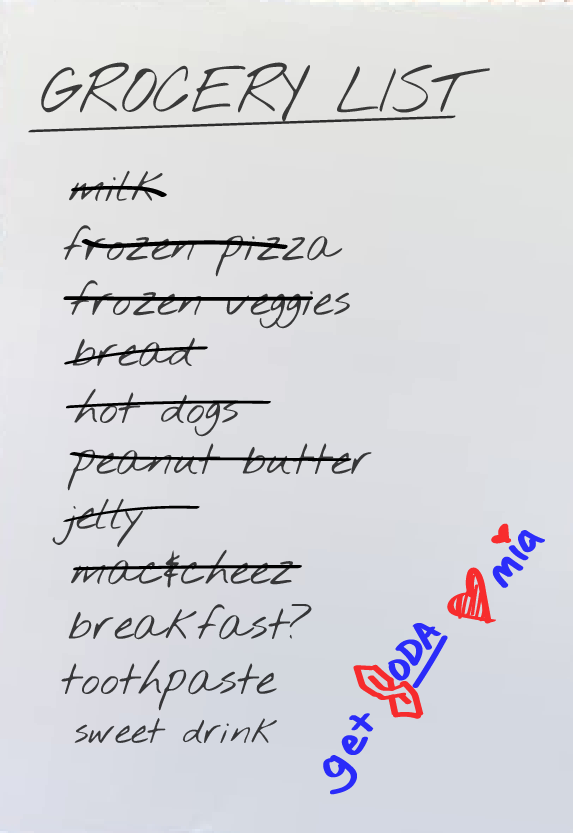 GROCERY LIST
milk
frozen pizza
frozen veggies
bread
hot dogs
peanut butter
jelly
mac&cheez
breakfast?
toothpaste
sweet drink
get SODA ♥ mia